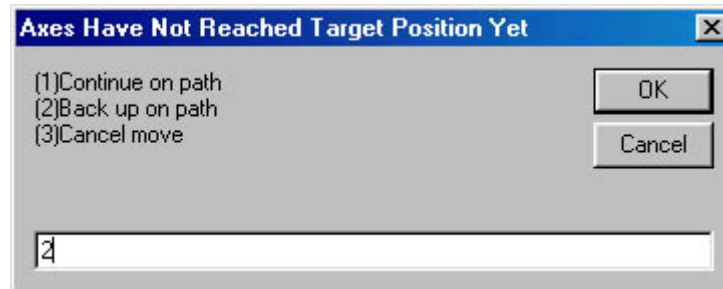 Axes Have Not Reached Target Position Yet
(1)Continue on path
(2)Back up on path
(3)Cancel move
OK
Cancel
2